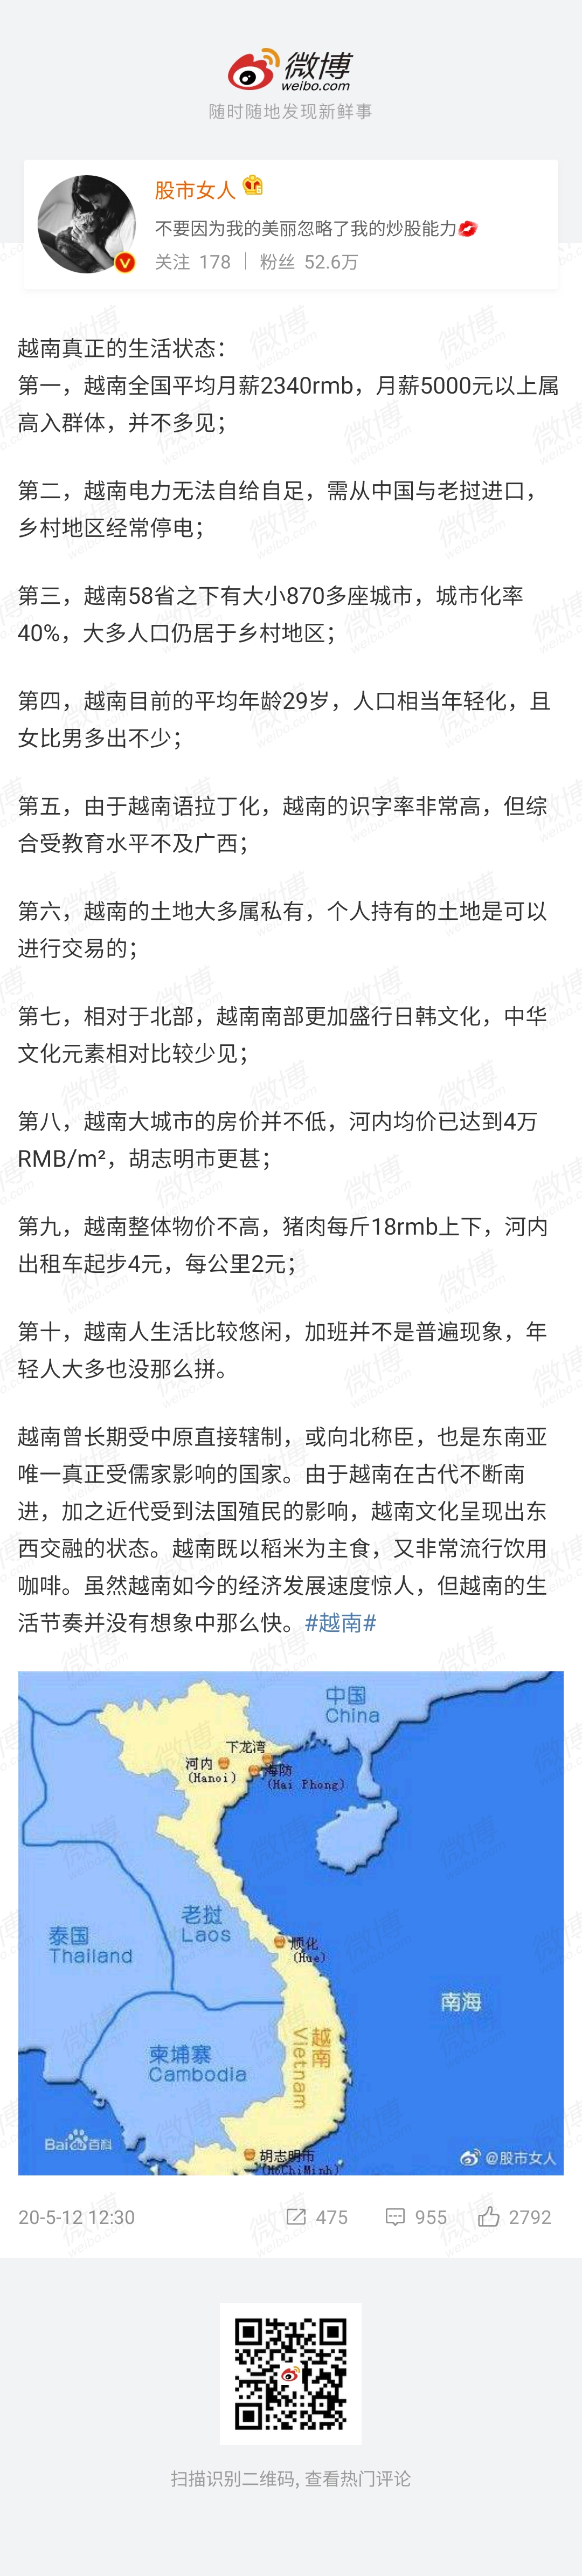 微博
weibo.com
随时随地发现新鲜事
股市女人
不要因为我的美丽忽略了我的炒股能力💋
关注 178 | 粉丝 52.6万
越南真正的生活状态：
第一，越南全国平均月薪2340rmb，月薪5000元以上属
高入群体，并不多见；
第二，越南电力无法自给自足，需从中国与老挝进口，
乡村地区经常停电；
第三，越南58省之下有大小870多座城市，城市化率
40%，大多人口仍居于乡村地区；
第四，越南目前的平均年龄29岁，人口相当年轻化，且
女比男多出不少；
第五，由于越南语拉丁化，越南的识字率非常高，但综
合受教育水平不及广西；
第六，越南的土地大多属私有，个人持有的土地是可以
进行交易的；
第七，相对于北部，越南南部更加盛行日韩文化，中华
文化元素相对比较少见；
第八，越南大城市的房价并不低，河内均价已达到4万
RMB/m²，胡志明市更甚；
第九，越南整体物价不高，猪肉每斤18rmb上下，河内
出租车起步4元，每公里2元；
第十，越南人生活比较悠闲，加班并不是普遍现象，年
轻人大多也没那么拼。
越南曾长期受中原直接辖制，或向北称臣，也是东南亚
唯一真正受儒家影响的国家。由于越南在古代不断南
进，加之近代受到法国殖民的影响，越南文化呈现出东
西交融的状态。越南既以稻米为主食，又非常流行饮用
咖啡。虽然越南如今的经济发展速度惊人，但越南的生
活节奏并没有想象中那么快。#越南#
中国
China
下龙湾
河内
(Hanoi)
海防
(Hai Phong)
老挝
Laos
泰国
Thailand
顺化
(Hue)
南海
越南
Vietnam
柬埔寨
Cambodia
胡志明市
(HoChiMinh)
Bai du 百科
@股市女人
20-5-12 12:30
475
955
2792
扫描识别二维码, 查看热门评论